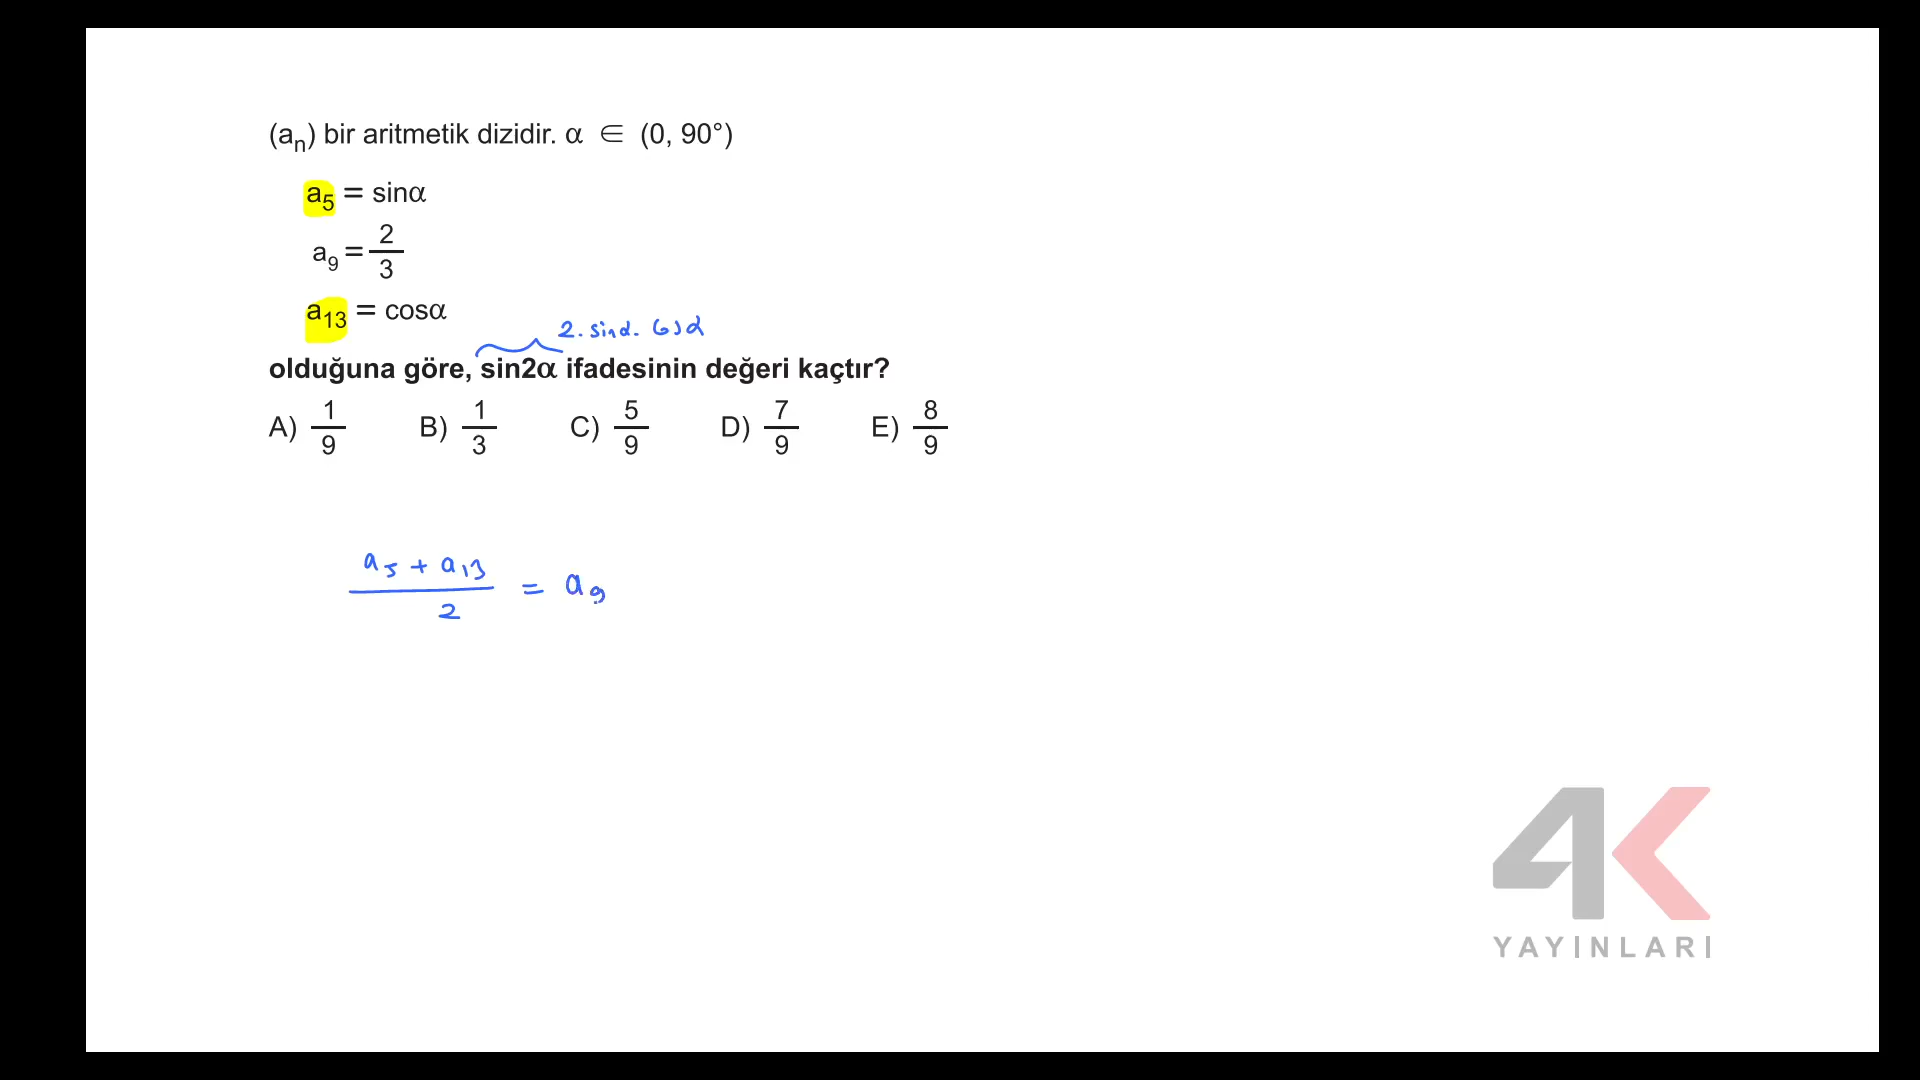 (aₙ) bir aritmetik dizidir. α ∈ (0, 90°)
a₅ = sinα
a₉ = 2/3
a₁₃ = cosα
2. sinα. cosα
olduğuna göre, sin2α ifadesinin değeri kaçtır?
A) 1/9 B) 1/3 C) 5/9 D) 7/9 E) 8/9
(a₅ + a₁₃)/2 = a₉
4K
YAYINLARI